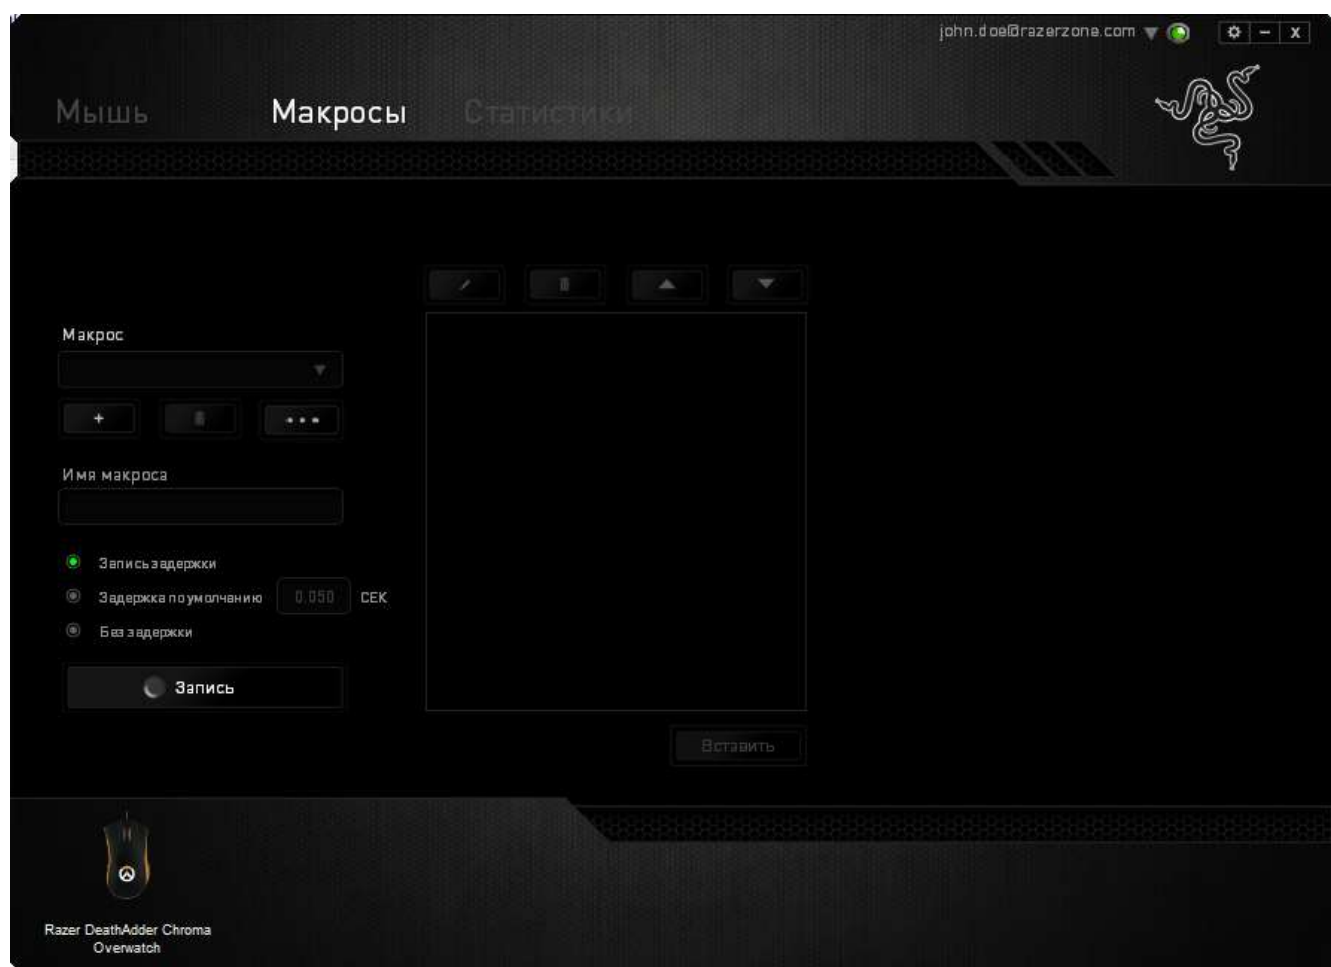 john.doe@razerzone.com
Мышь Макросы Статистики
Макрос
Имя макроса
Запись задержки
Задержка по умолчанию 0.050 СЕК
Без задержки
Запись
Вставить
Razer DeathAdder Chroma
Overwatch